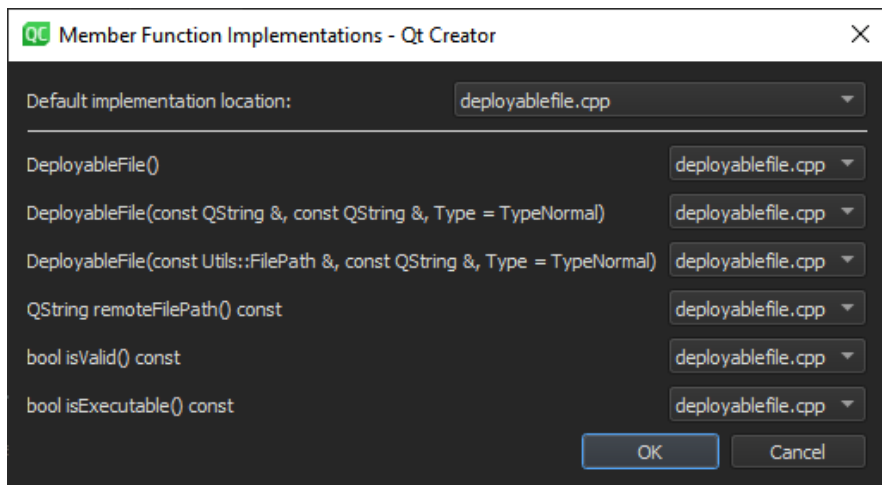 QC Member Function Implementations - Qt Creator
Default implementation location: deployablefile.cpp
DeployableFile() deployablefile.cpp
DeployableFile(const QString &, const QString &, Type = TypeNormal) deployablefile.cpp
DeployableFile(const Utils::FilePath &, const QString &, Type = TypeNormal) deployablefile.cpp
QString remoteFilePath() const deployablefile.cpp
bool isValid() const deployablefile.cpp
bool isExecutable() const deployablefile.cpp
OK Cancel